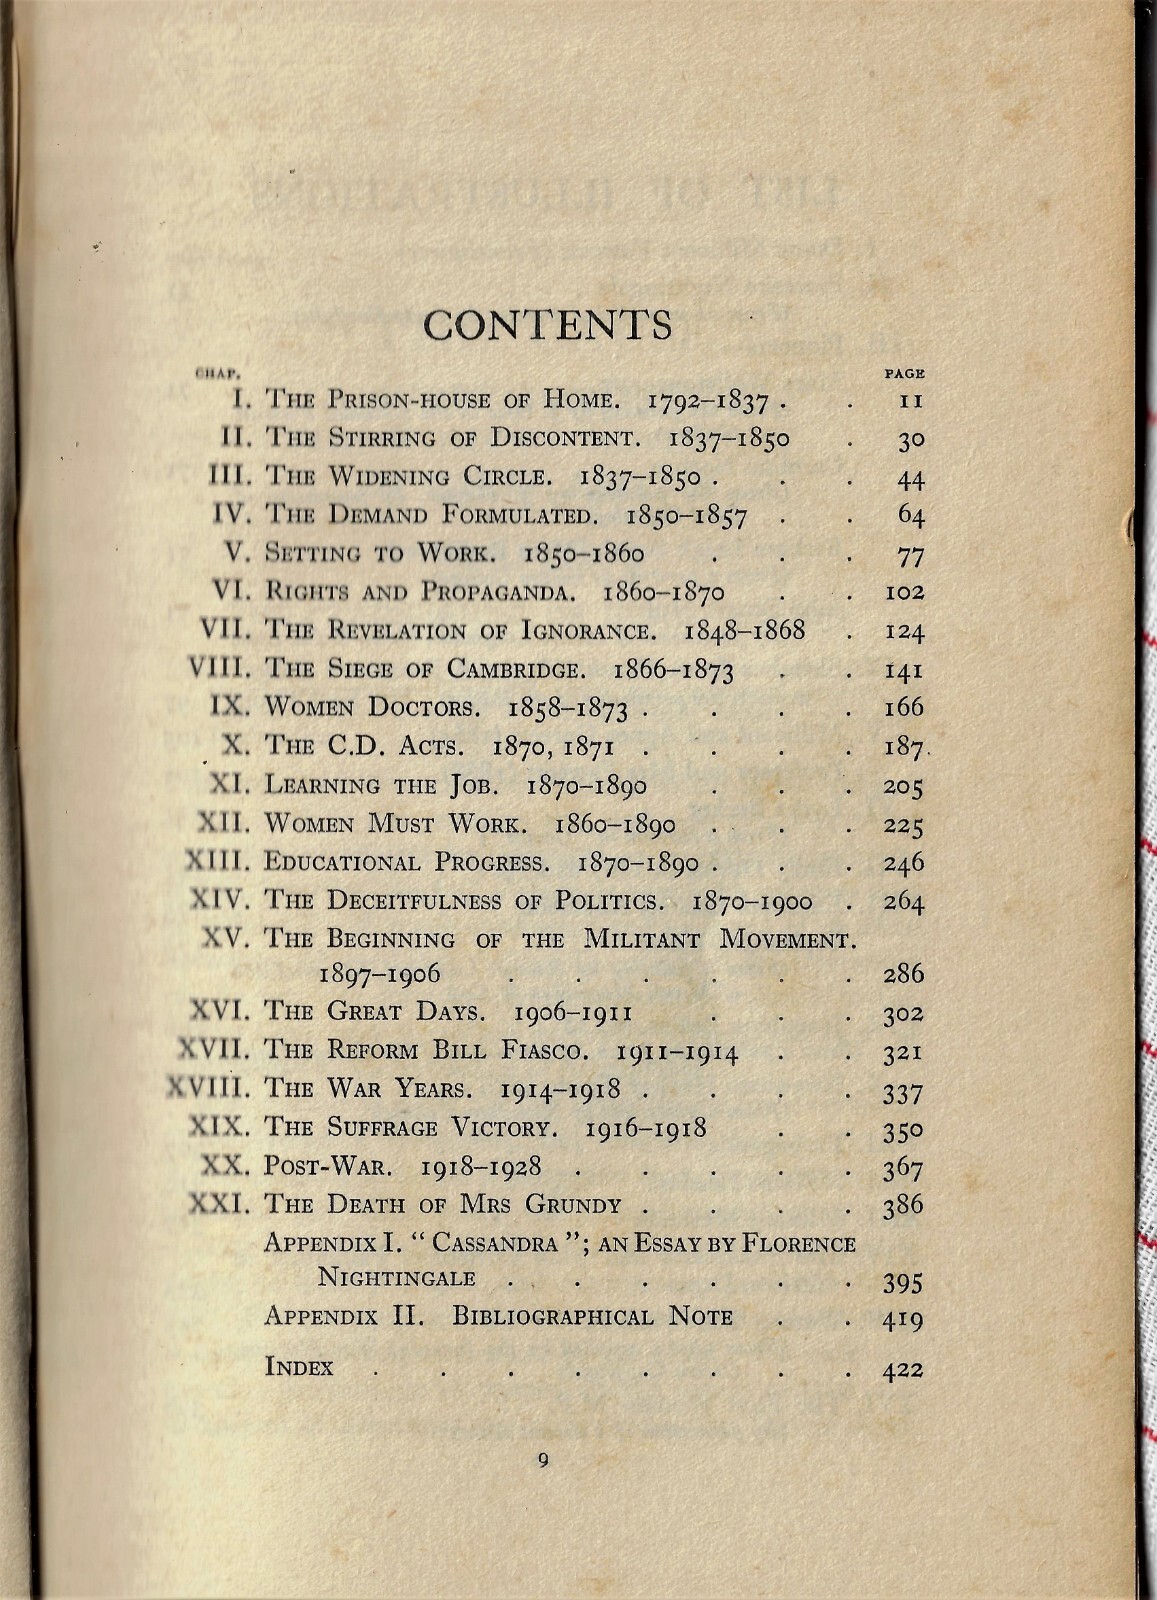 CONTENTS
CHAP. PAGE
I. The Prison-house of Home. 1792–1837 . . 11
II. The Stirring of Discontent. 1837–1850 . 30
III. The Widening Circle. 1837–1850 . . . 44
IV. The Demand Formulated. 1850–1857 . . 64
V. Setting to Work. 1850–1860 . . . 77
VI. Rights and Propaganda. 1860–1870 . . 102
VII. The Revelation of Ignorance. 1848–1868 . 124
VIII. The Siege of Cambridge. 1866–1873 . . 141
IX. Women Doctors. 1858–1873 . . . . 166
X. The C.D. Acts. 1870, 1871 . . . . 187
XI. Learning the Job. 1870–1890 . . . 205
XII. Women Must Work. 1860–1890 . . . 225
XIII. Educational Progress. 1870–1890 . . . 246
XIV. The Deceitfulness of Politics. 1870–1900 . 264
XV. The Beginning of the Militant Movement.
1897–1906 . . . . . . 286
XVI. The Great Days. 1906–1911 . . . 302
XVII. The Reform Bill Fiasco. 1911–1914 . . 321
XVIII. The War Years. 1914–1918 . . . . 337
XIX. The Suffrage Victory. 1916–1918 . . 350
XX. Post-War. 1918–1928 . . . . . 367
XXI. The Death of Mrs Grundy . . . . 386
Appendix I. "Cassandra"; an Essay by Florence
Nightingale . . . . . . 395
Appendix II. Bibliographical Note . . 419
Index . . . . . . . . 422
9